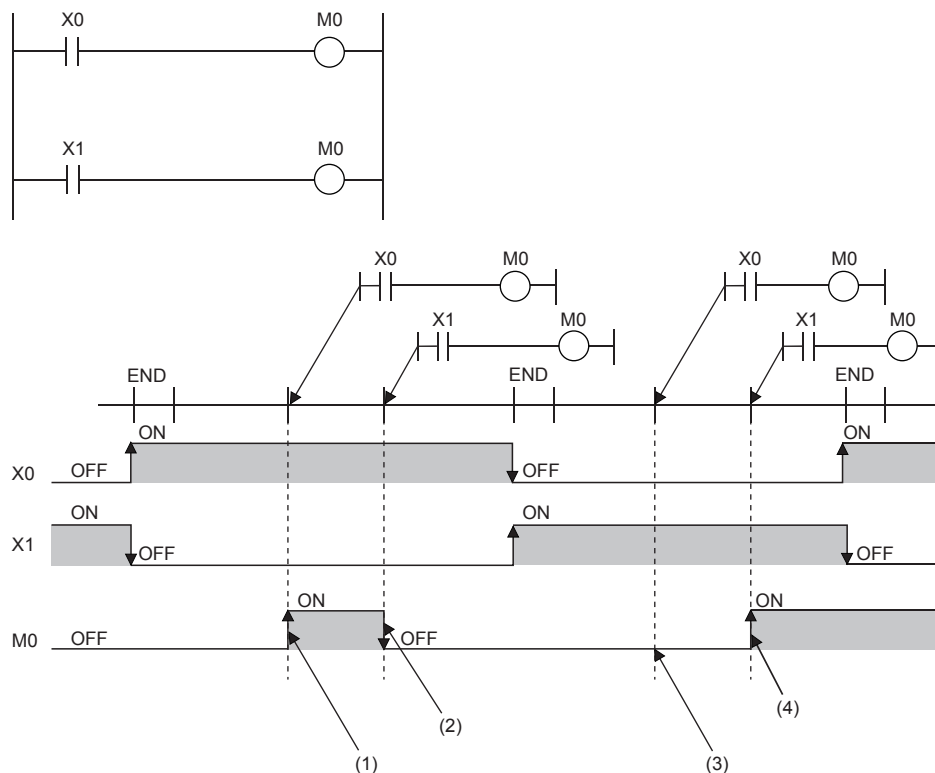 X0 M0
X1 M0
X0 M0 X0 M0
X1 M0 X1 M0
END END END
ON ON
X0 OFF OFF
ON ON
X1 OFF OFF
ON ON
M0 OFF OFF
(1) (2) (3) (4)